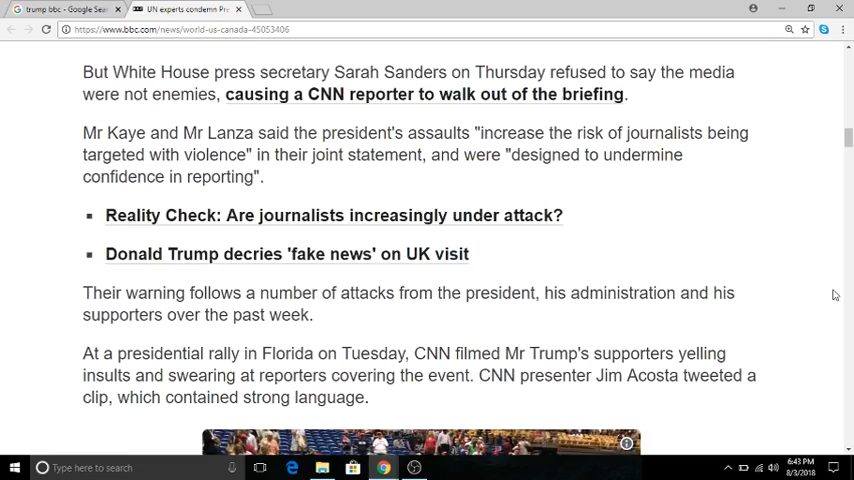 trump bbc - Google Sea
UN experts condemn Pre
https://www.bbc.com/news/world-us-canada-45053406
But White House press secretary Sarah Sanders on Thursday refused to say the media
were not enemies, causing a CNN reporter to walk out of the briefing.
Mr Kaye and Mr Lanza said the president's assaults "increase the risk of journalists being
targeted with violence" in their joint statement, and were "designed to undermine
confidence in reporting".
Reality Check: Are journalists increasingly under attack?
Donald Trump decries 'fake news' on UK visit
Their warning follows a number of attacks from the president, his administration and his
supporters over the past week.
At a presidential rally in Florida on Tuesday, CNN filmed Mr Trump's supporters yelling
insults and swearing at reporters covering the event. CNN presenter Jim Acosta tweeted a
clip, which contained strong language.
Type here to search
6:43 PM
8/3/2018